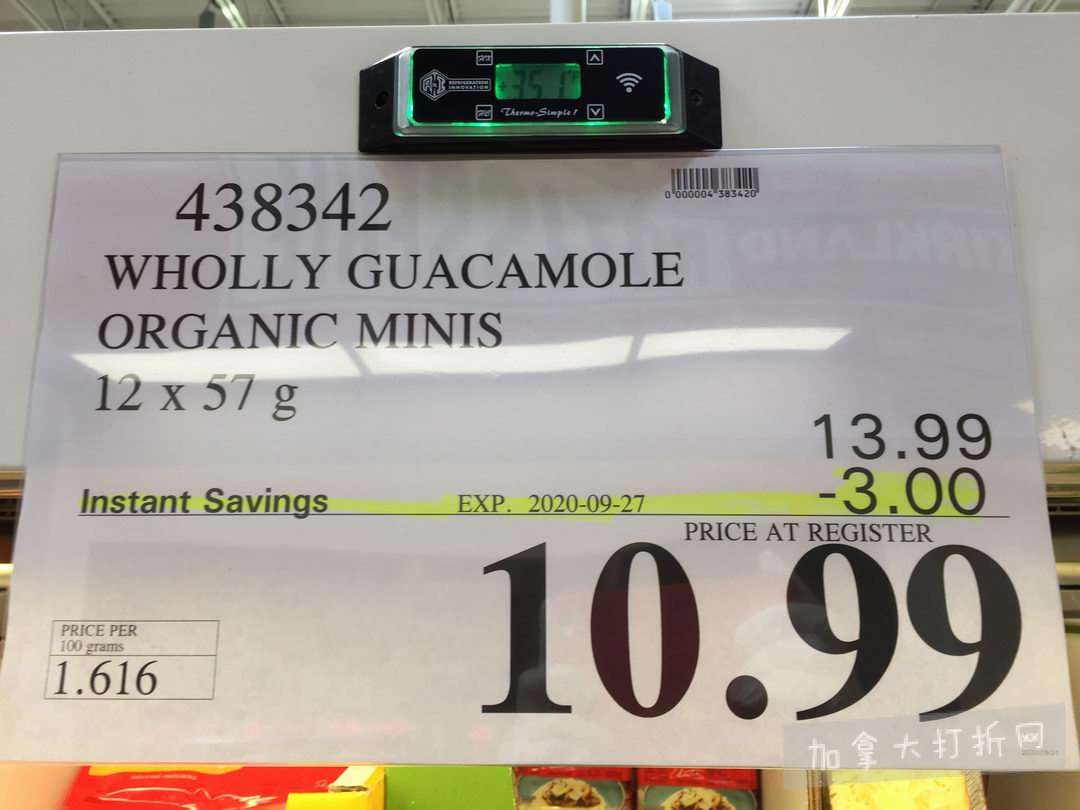 REFRIGERATION
INNOVATION
Thermo-Simple!
438342
0 000004 383420
WHOLLY GUACAMOLE
ORGANIC MINIS
12 x 57 g
13.99
Instant Savings EXP. 2020-09-27 -3.00
PRICE AT REGISTER
10.99
PRICE PER
100 grams
1.616
加拿大打折网